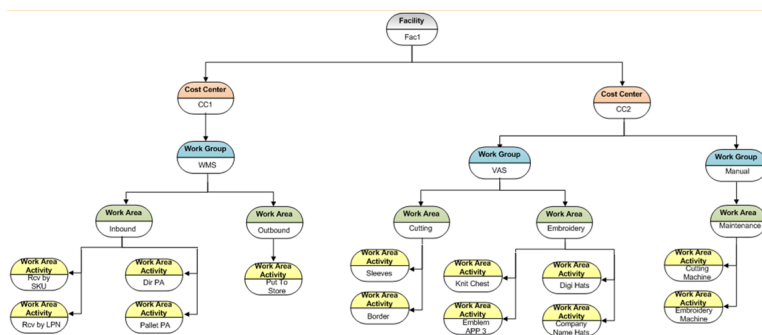 Facility
Fac1
Cost Center
CC1
Cost Center
CC2
Work Group
WMS
Work Group
VAS
Work Group
Manual
Work Area
Inbound
Work Area
Outbound
Work Area
Cutting
Work Area
Embroidery
Work Area
Maintenance
Work Area
Activity
Rcv by
SKU
Work Area
Activity
Dir PA
Work Area
Activity
Put To
Store
Work Area
Activity
Sleeves
Work Area
Activity
Knit Chest
Work Area
Activity
Digi Hats
Work Area
Activity
Cutting
Machine
Work Area
Activity
Rcv by LPN
Work Area
Activity
Pallet PA
Work Area
Activity
Border
Work Area
Activity
Emblem
APP 3
Work Area
Activity
Company
Name Hats
Work Area
Activity
Embroidery
Machine